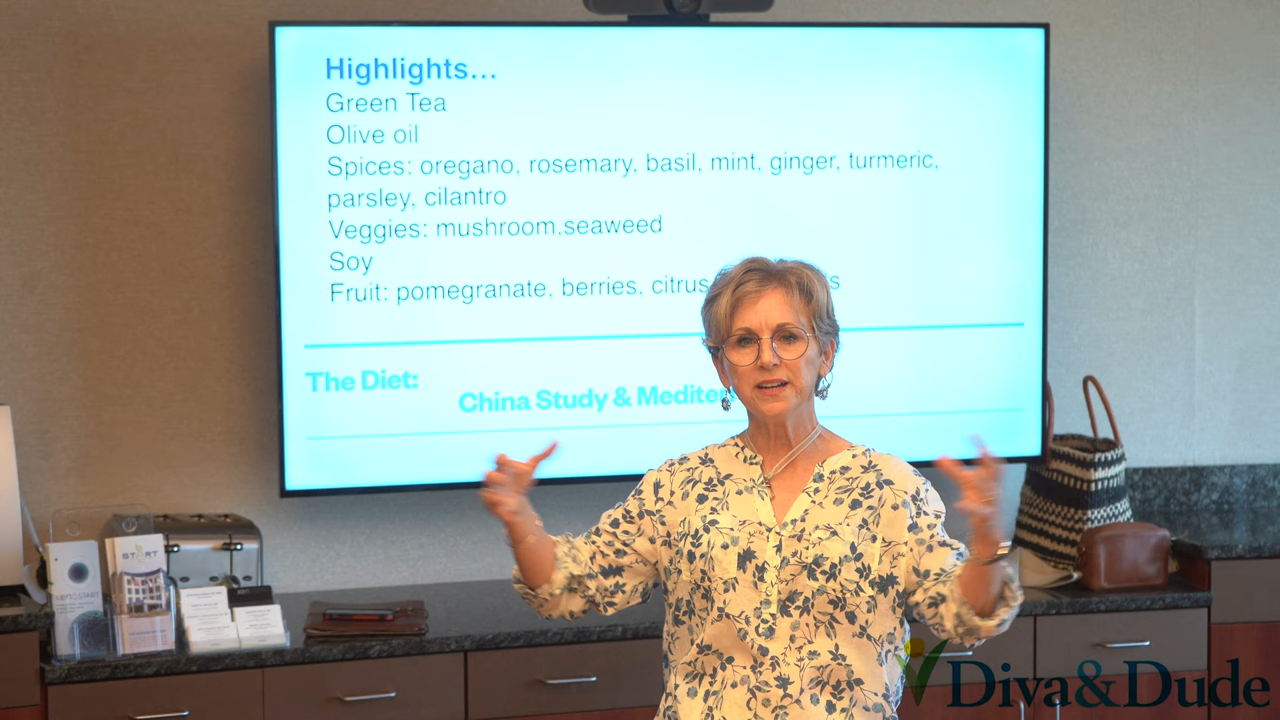 Highlights...
Green Tea
Olive oil
Spices: oregano, rosemary, basil, mint, ginger, turmeric,
parsley, cilantro
Veggies: mushroom,seaweed
Soy
Fruit: pomegranate, berries, citrus
The Diet:
China Study &
START
Diva&Dude